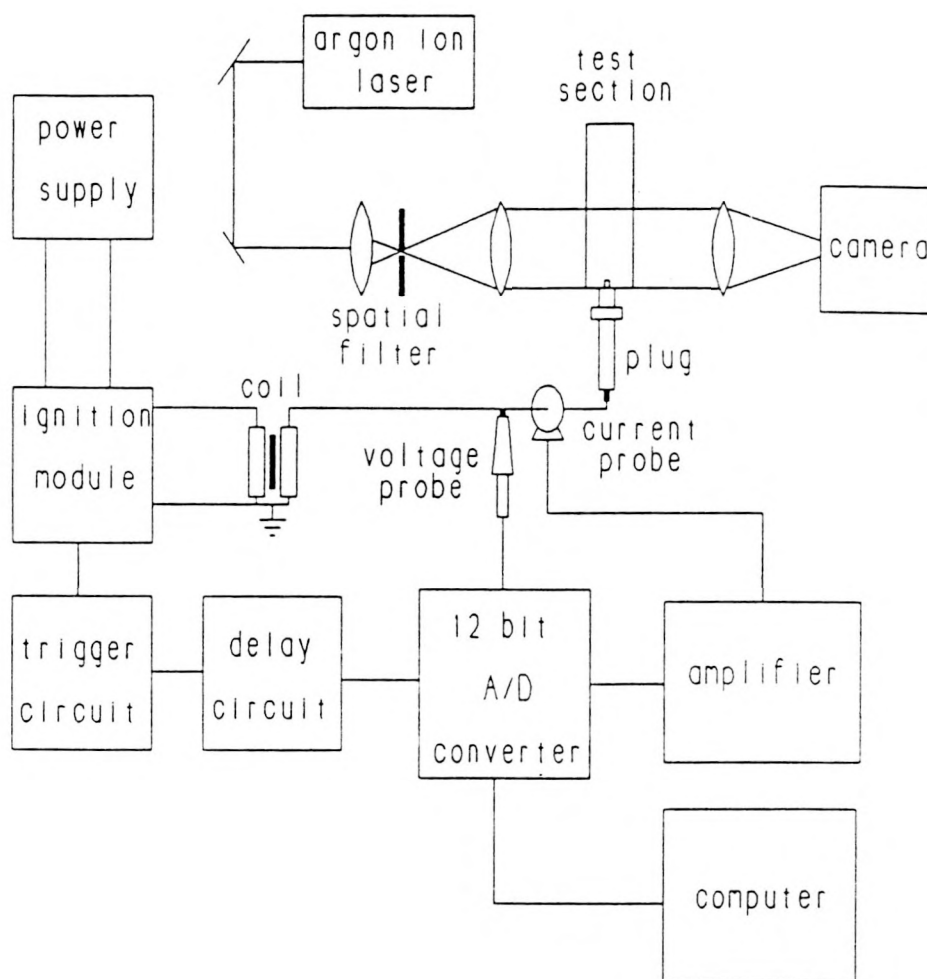 argon ion
laser
test
section
power
supply
camera
spatial
filter
plug
coil
ignition
module
voltage
probe
current
probe
trigger
circuit
delay
circuit
12 bit
A/D
converter
amplifier
computer